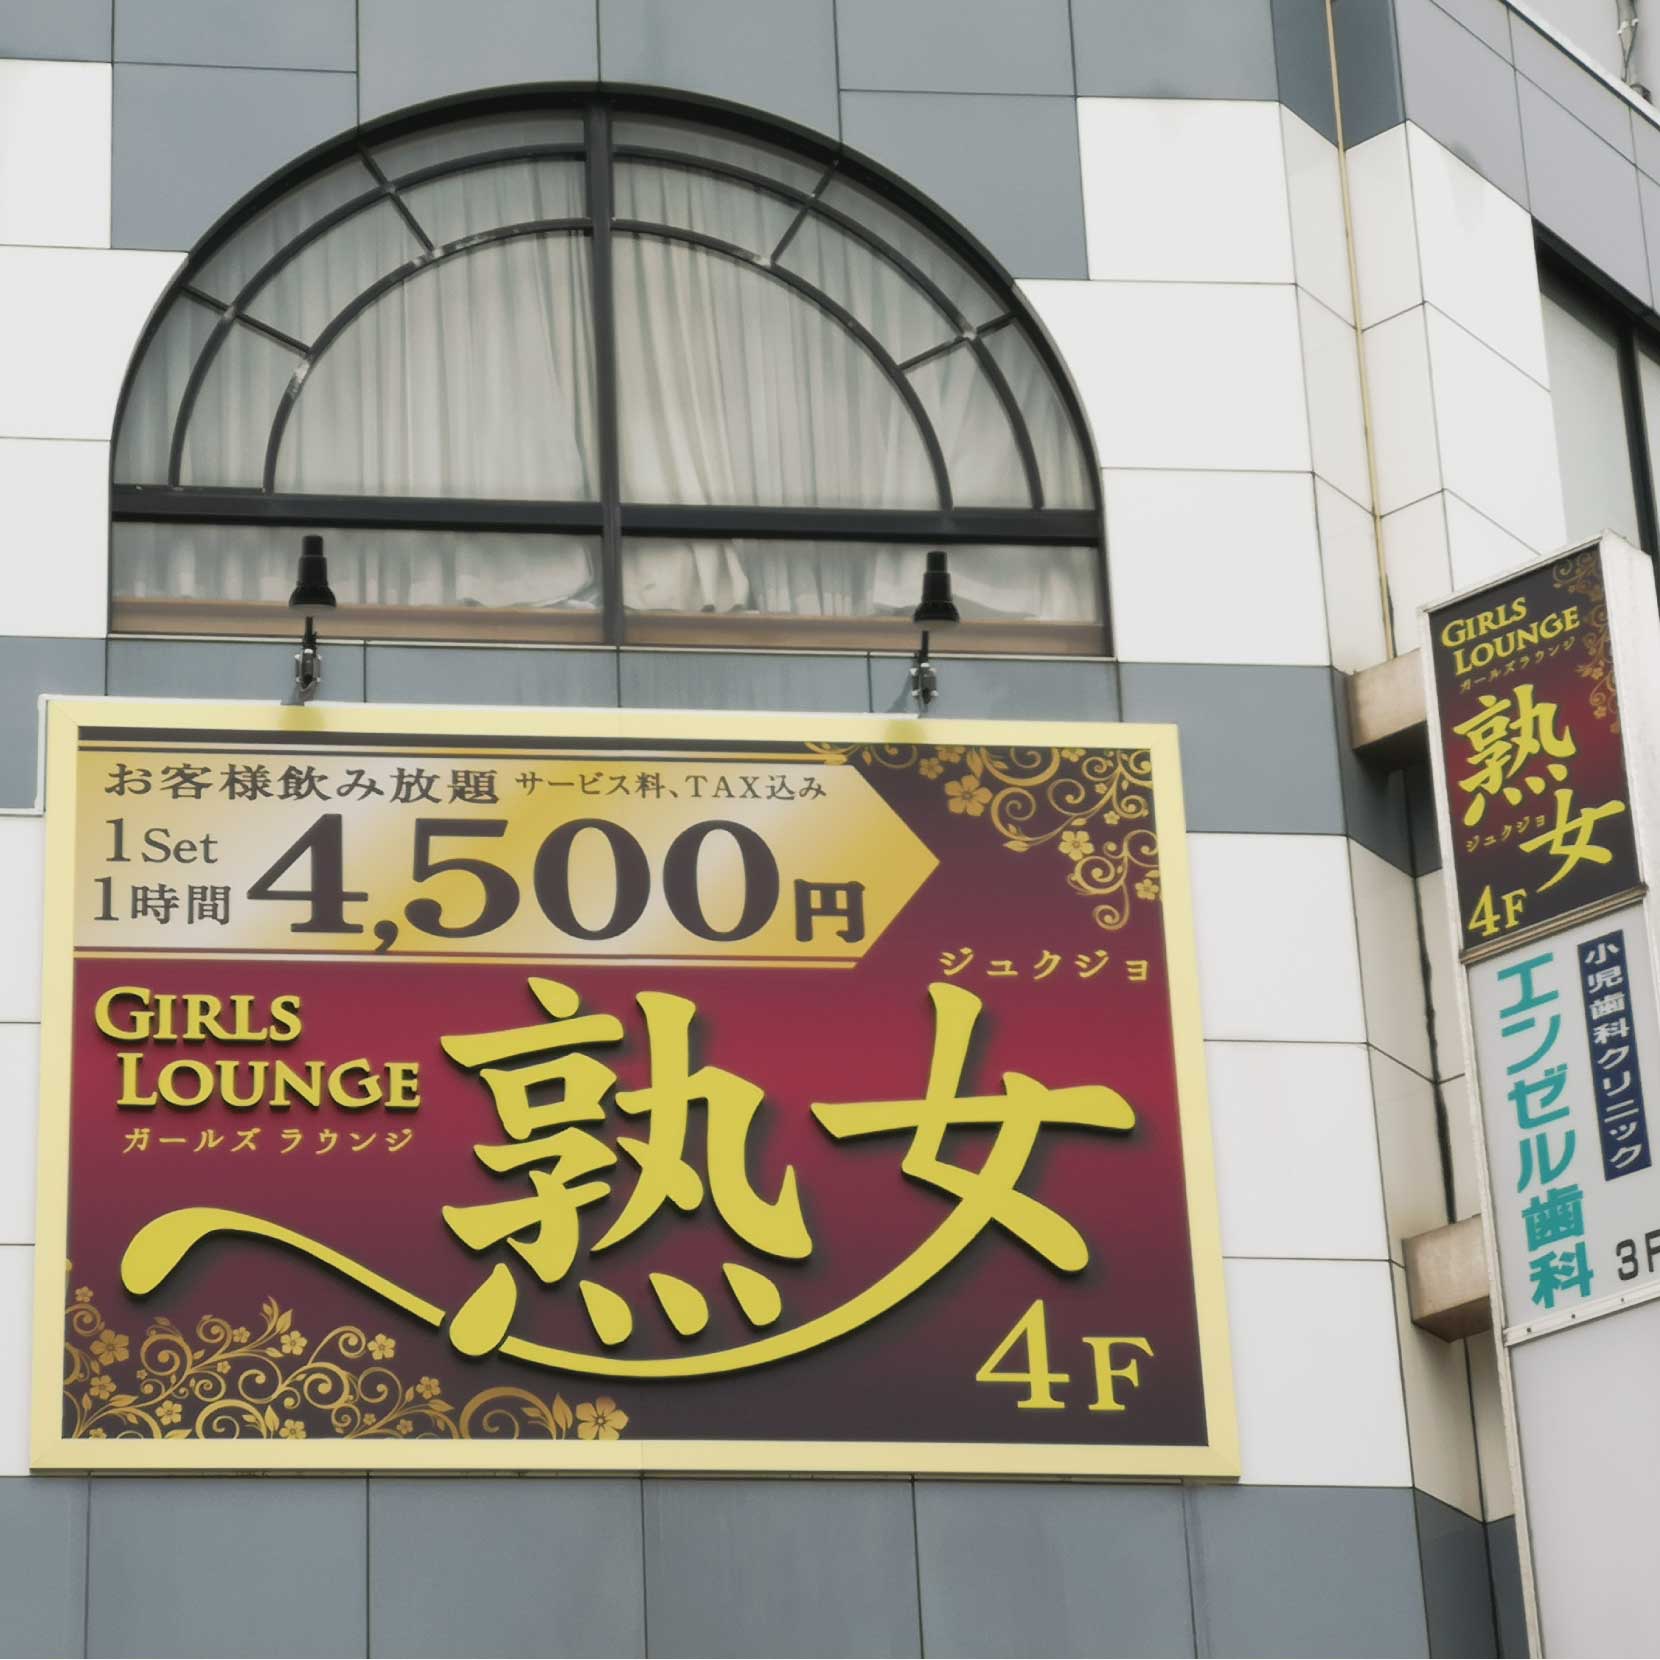 お客様飲み放題 サービス料、TAX込み
1Set
1時間
4,500円
GIRLS
LOUNGE
ガールズ ラウンジ
ジュクジョ
熟女
4F
GIRLS
LOUNGE
ガールズラウンジ
熟女
ジュクジョ
4F
小児歯科クリニック
エンゼル歯科
3F